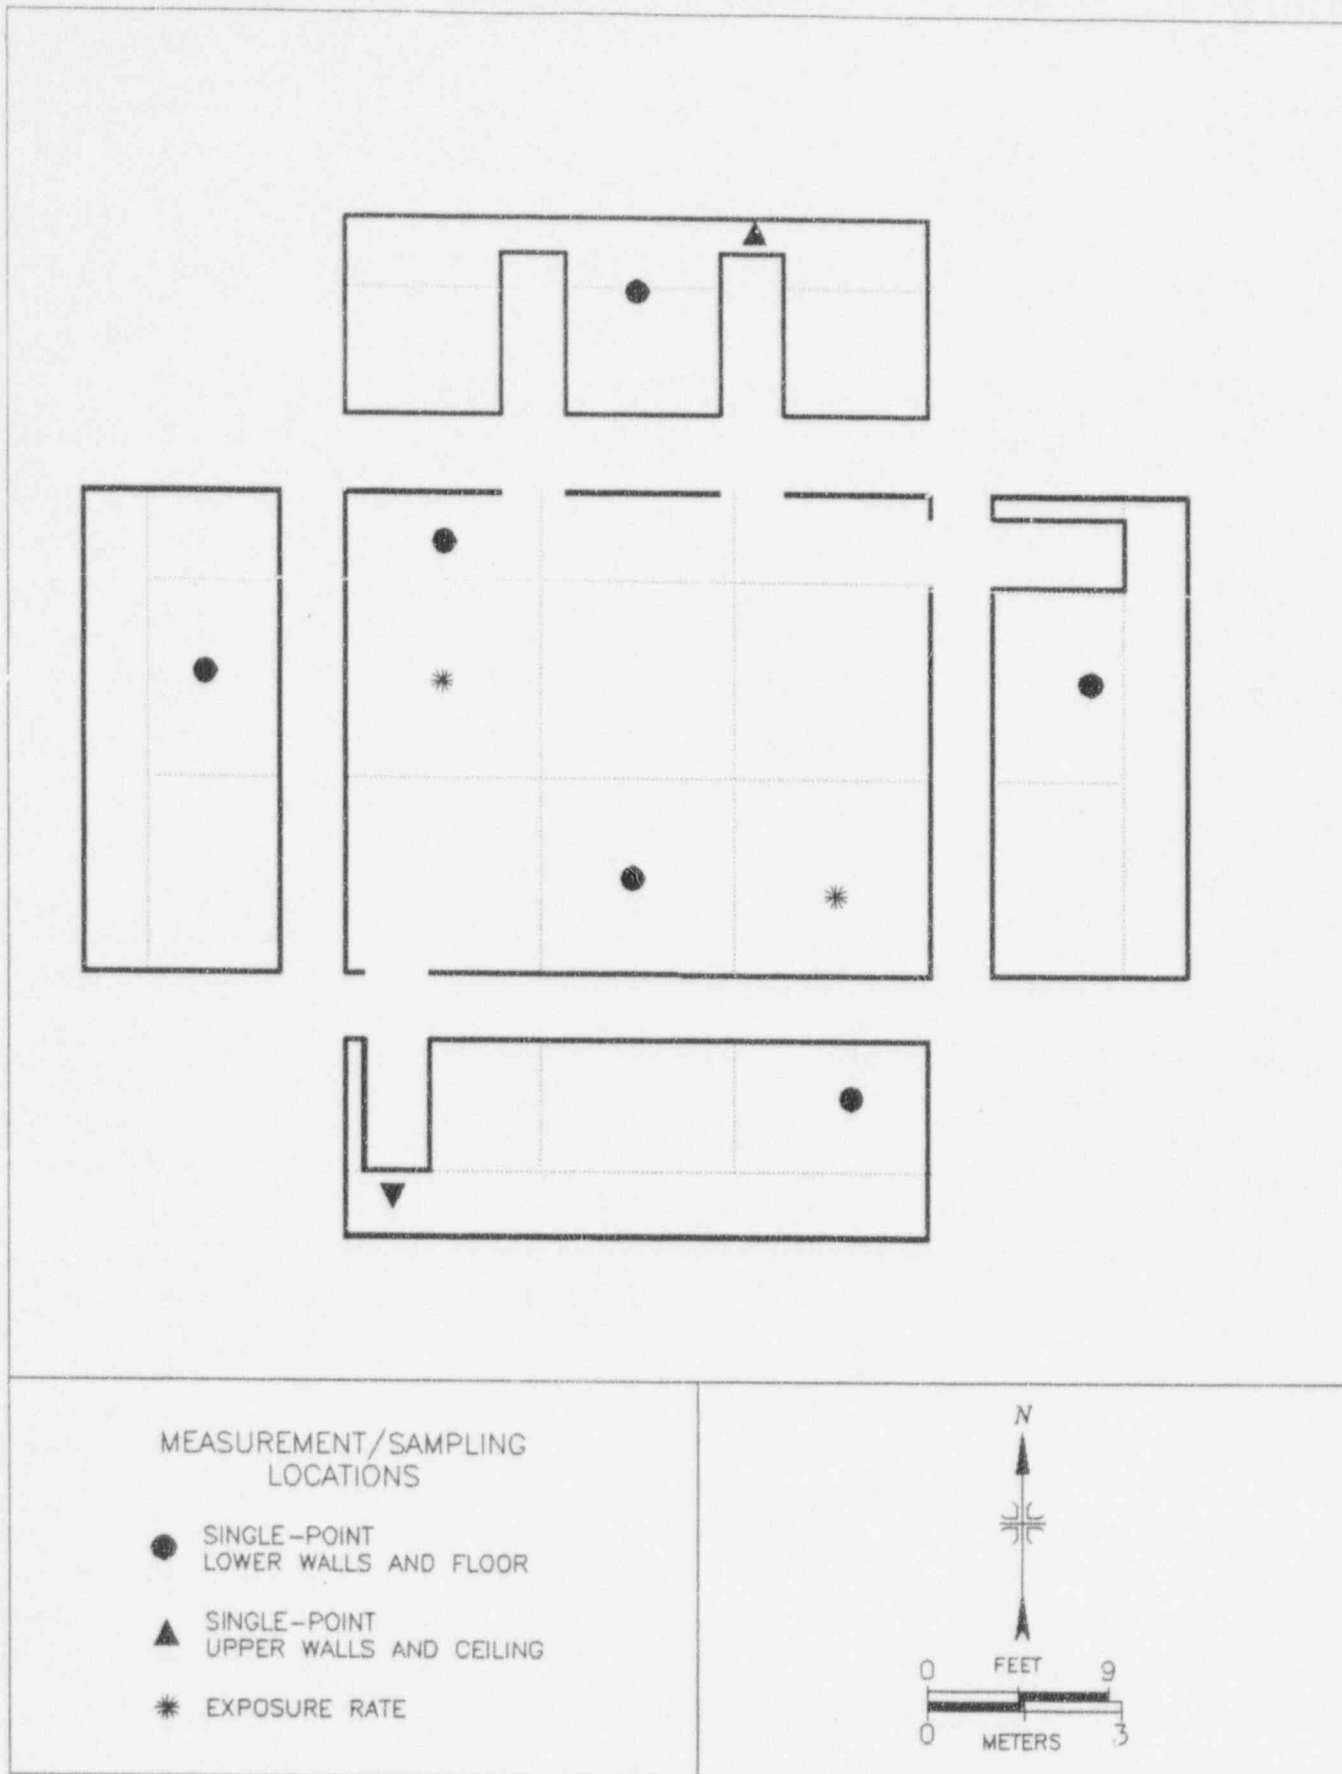 MEASUREMENT/SAMPLING
LOCATIONS
SINGLE-POINT
LOWER WALLS AND FLOOR
SINGLE-POINT
UPPER WALLS AND CEILING
EXPOSURE RATE
N
0 FEET 9
0 METERS 3